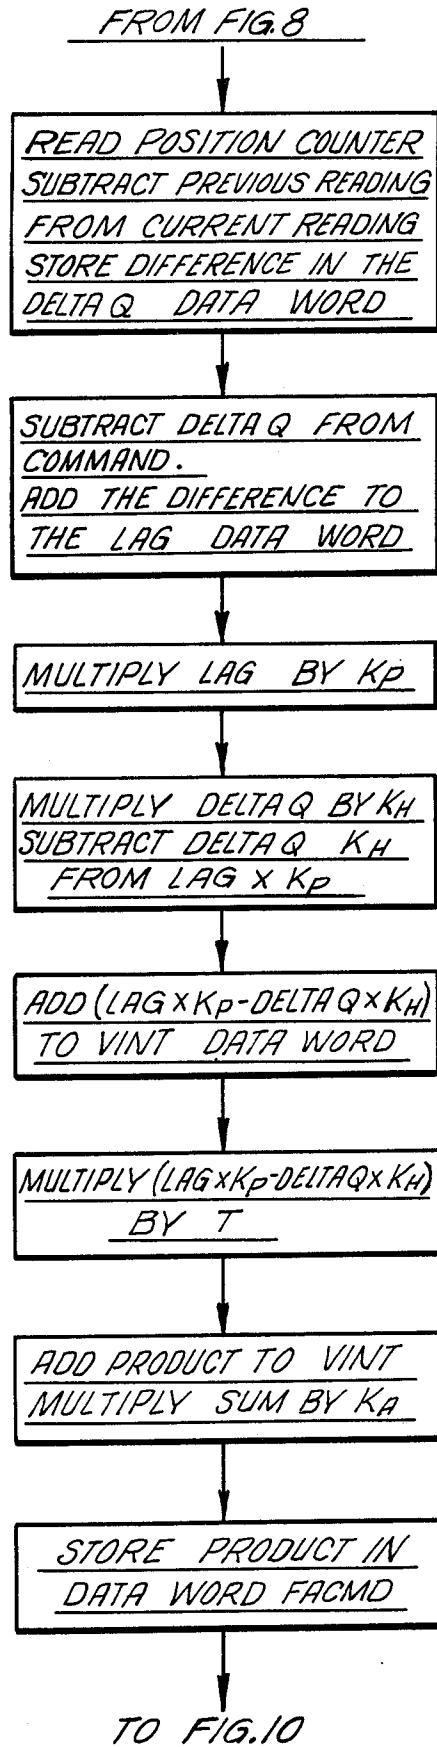 FROM FIG.8
READ POSITION COUNTER
SUBTRACT PREVIOUS READING
FROM CURRENT READING
STORE DIFFERENCE IN THE
DELTA Q DATA WORD
SUBTRACT DELTA Q FROM
COMMAND.
ADD THE DIFFERENCE TO
THE LAG DATA WORD
MULTIPLY LAG BY KP
MULTIPLY DELTA Q BY KH
SUBTRACT DELTA Q KH
FROM LAG X KP
ADD (LAG X KP-DELTA Q X KH)
TO VINT DATA WORD
MULTIPLY (LAG X KP-DELTA Q X KH)
BY T
ADD PRODUCT TO VINT
MULTIPLY SUM BY KA
STORE PRODUCT IN
DATA WORD FACMD
TO FIG.10